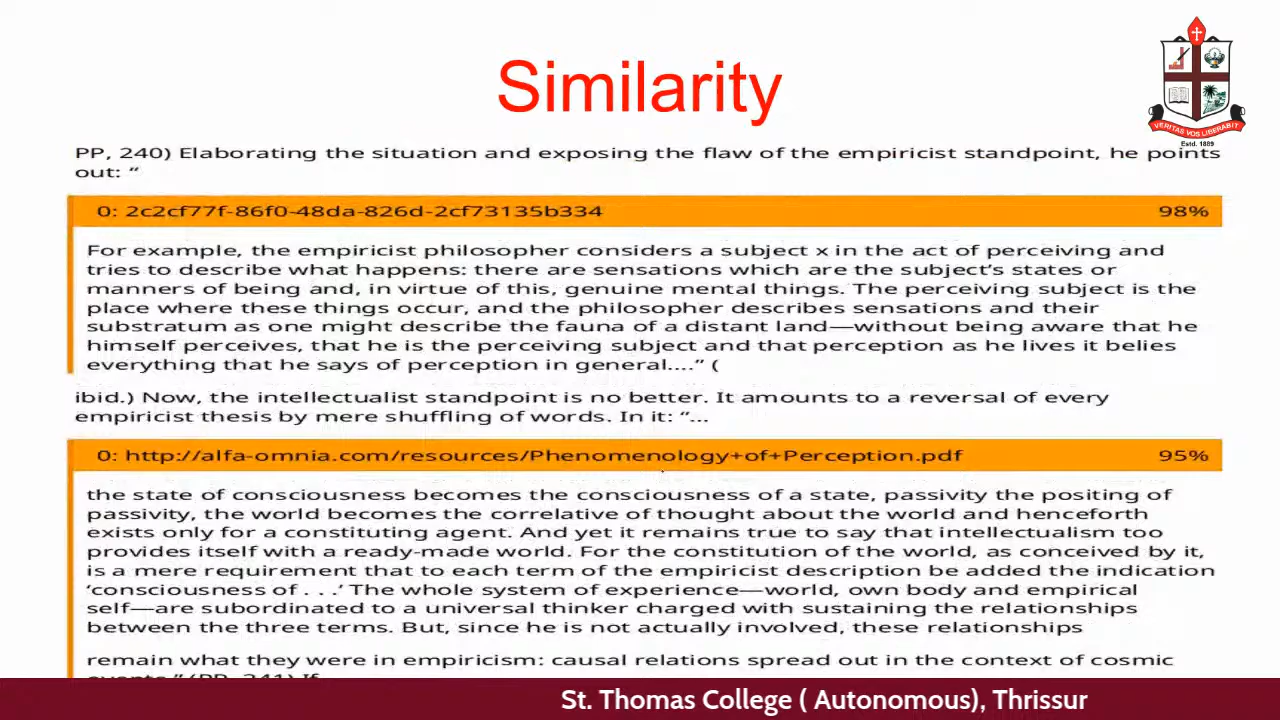 Similarity
VERITAS VOS LIBERABIT
Estd. 1889
PP, 240) Elaborating the situation and exposing the flaw of the empiricist standpoint, he points
out: “
0: 2c2cf77f-86f0-48da-826d-2cf73135b334 98%
For example, the empiricist philosopher considers a subject x in the act of perceiving and
tries to describe what happens: there are sensations which are the subject’s states or
manners of being and, in virtue of this, genuine mental things. The perceiving subject is the
place where these things occur, and the philosopher describes sensations and their
substratum as one might describe the fauna of a distant land—without being aware that he
himself perceives, that he is the perceiving subject and that perception as he lives it belies
everything that he says of perception in general....” (
ibid.) Now, the intellectualist standpoint is no better. It amounts to a reversal of every
empiricist thesis by mere shuffling of words. In it: “...
0: http://alfa-omnia.com/resources/Phenomenology+of+Perception.pdf 95%
the state of consciousness becomes the consciousness of a state, passivity the positing of
passivity, the world becomes the correlative of thought about the world and henceforth
exists only for a constituting agent. And yet it remains true to say that intellectualism too
provides itself with a ready-made world. For the constitution of the world, as conceived by it,
is a mere requirement that to each term of the empiricist description be added the indication
‘consciousness of . . .’ The whole system of experience—world, own body and empirical
self—are subordinated to a universal thinker charged with sustaining the relationships
between the three terms. But, since he is not actually involved, these relationships
remain what they were in empiricism: causal relations spread out in the context of cosmic
St. Thomas College ( Autonomous), Thrissur